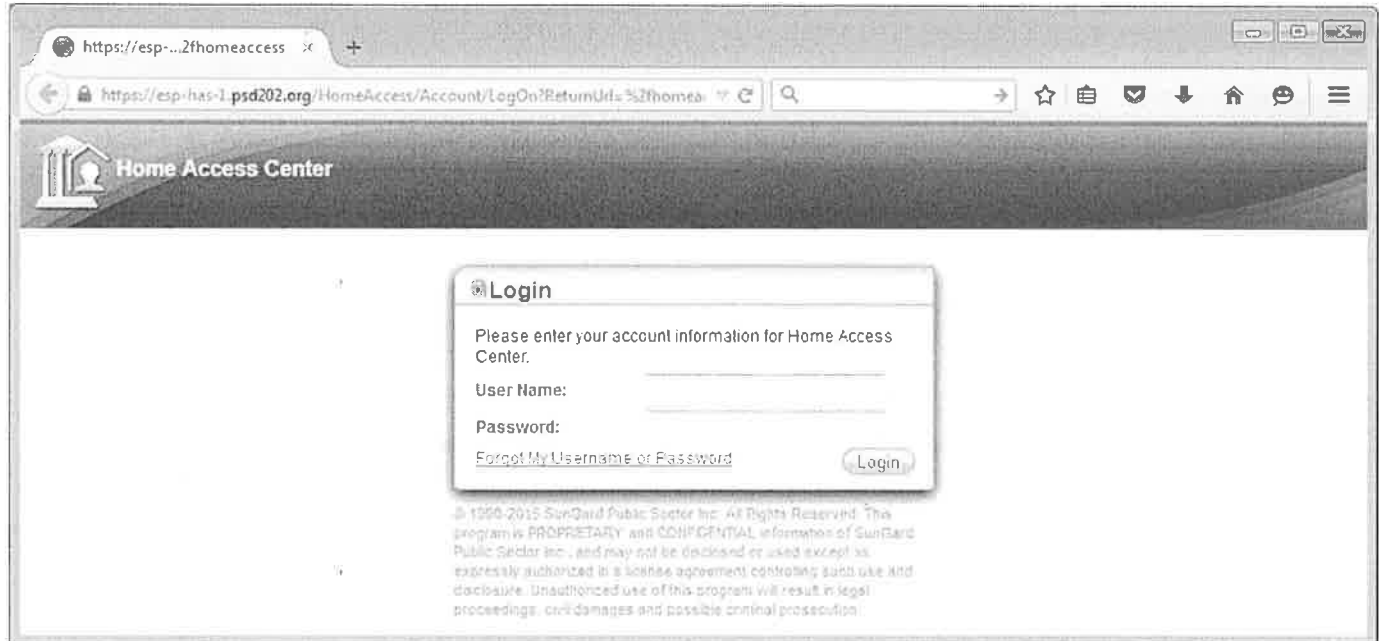 https://esp-...2fhomeaccess
https://esp-has-1.psd202.org/HomeAccess/Account/LogOn?ReturnUrl=%2fhomea
Home Access Center
Login
Please enter your account information for Home Access
Center.
User Name:
Password:
Forgot My Username or Password
Login
© 1990-2015 SunGard Public Sector Inc. All Rights Reserved. This
program is PROPRIETARY and CONFIDENTIAL information of SunGard
Public Sector Inc., and may not be disclosed or used except as
expressly authorized in a license agreement controlling such use and
disclosure. Unauthorized use of this program will result in legal
proceedings, civil damages and possible criminal prosecution.